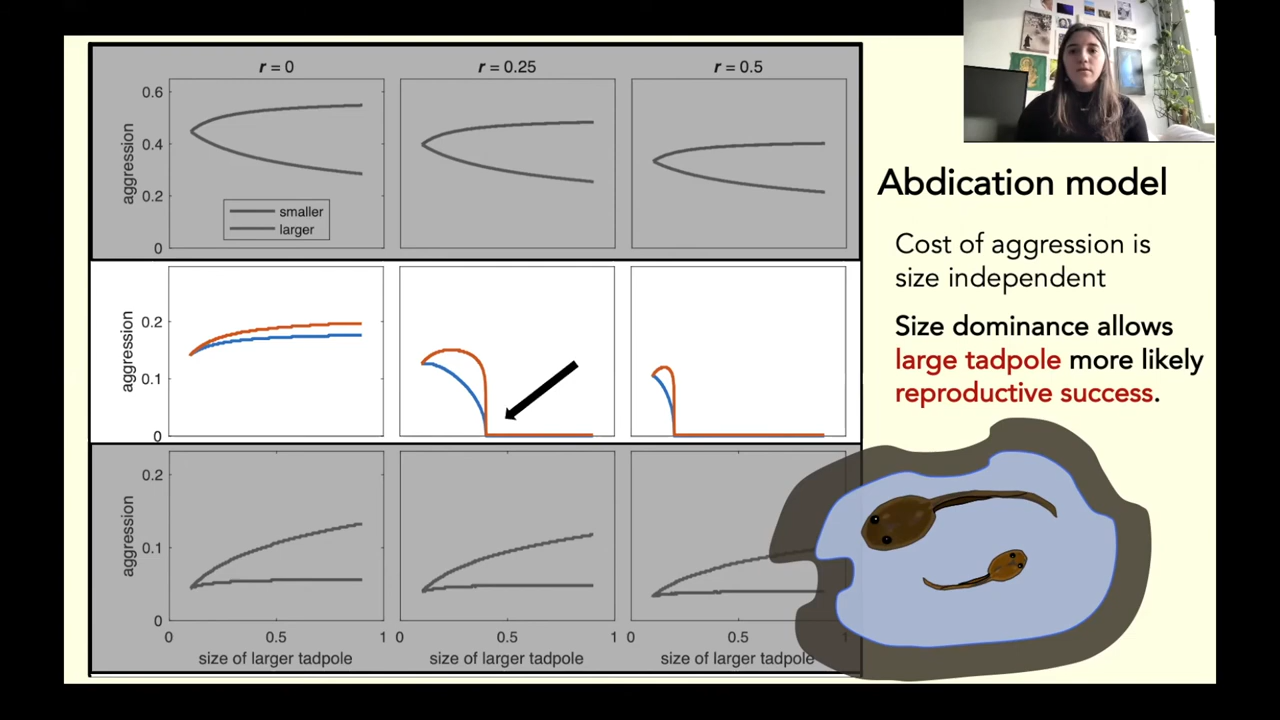 r = 0
r = 0.25
r = 0.5
aggression
0.6
0.4
0.2
0
smaller
larger
aggression
0.2
0.1
0
aggression
0.2
0.1
0
0
0.5
1
0
0.5
1
0
0.5
1
size of larger tadpole
size of larger tadpole
size of larger tadpole
Abdication model
Cost of aggression is
size independent
Size dominance allows
large tadpole more likely
reproductive success.